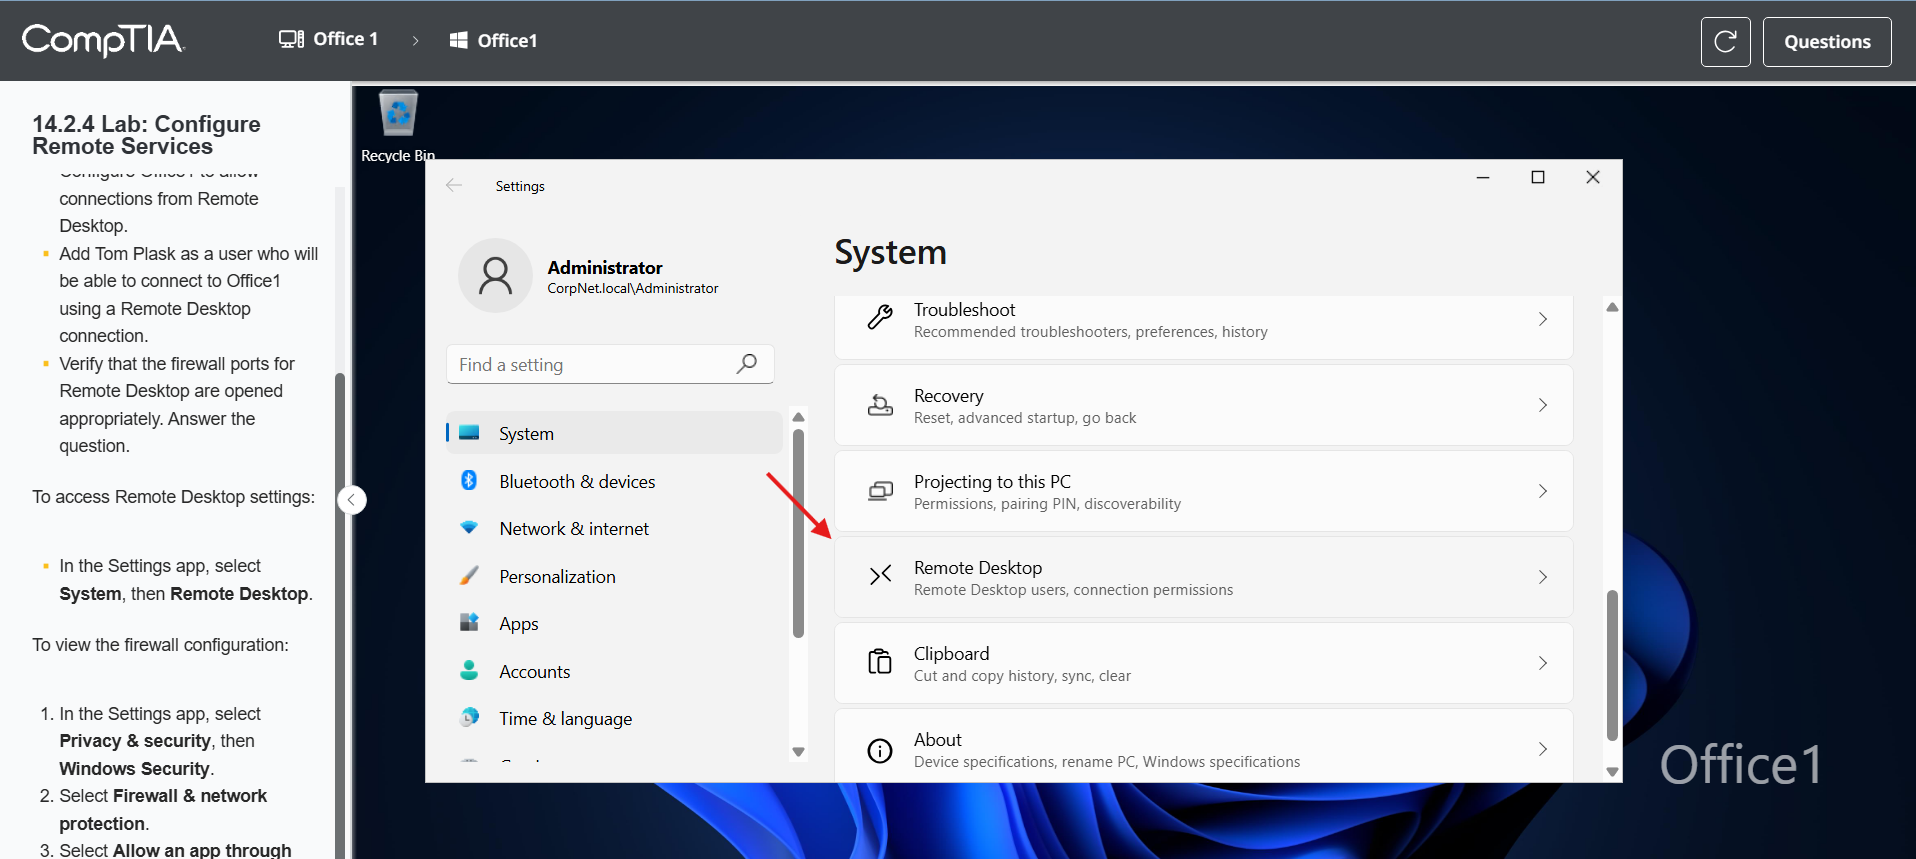 CompTIA.
Office 1
Office1
Questions
14.2.4 Lab: Configure
Remote Services
Configure Office1 to allow
connections from Remote
Desktop.
Add Tom Plask as a user who will
be able to connect to Office1
using a Remote Desktop
connection.
Verify that the firewall ports for
Remote Desktop are opened
appropriately. Answer the
question.
To access Remote Desktop settings:
In the Settings app, select
System, then Remote Desktop.
To view the firewall configuration:
1. In the Settings app, select
Privacy & security, then
Windows Security.
2. Select Firewall & network
protection.
3. Select Allow an app through
Recycle Bin
Settings
Administrator
CorpNet.local\Administrator
Find a setting
System
Bluetooth & devices
Network & internet
Personalization
Apps
Accounts
Time & language
System
Troubleshoot
Recommended troubleshooters, preferences, history
Recovery
Reset, advanced startup, go back
Projecting to this PC
Permissions, pairing PIN, discoverability
Remote Desktop
Remote Desktop users, connection permissions
Clipboard
Cut and copy history, sync, clear
About
Device specifications, rename PC, Windows specifications
Office1